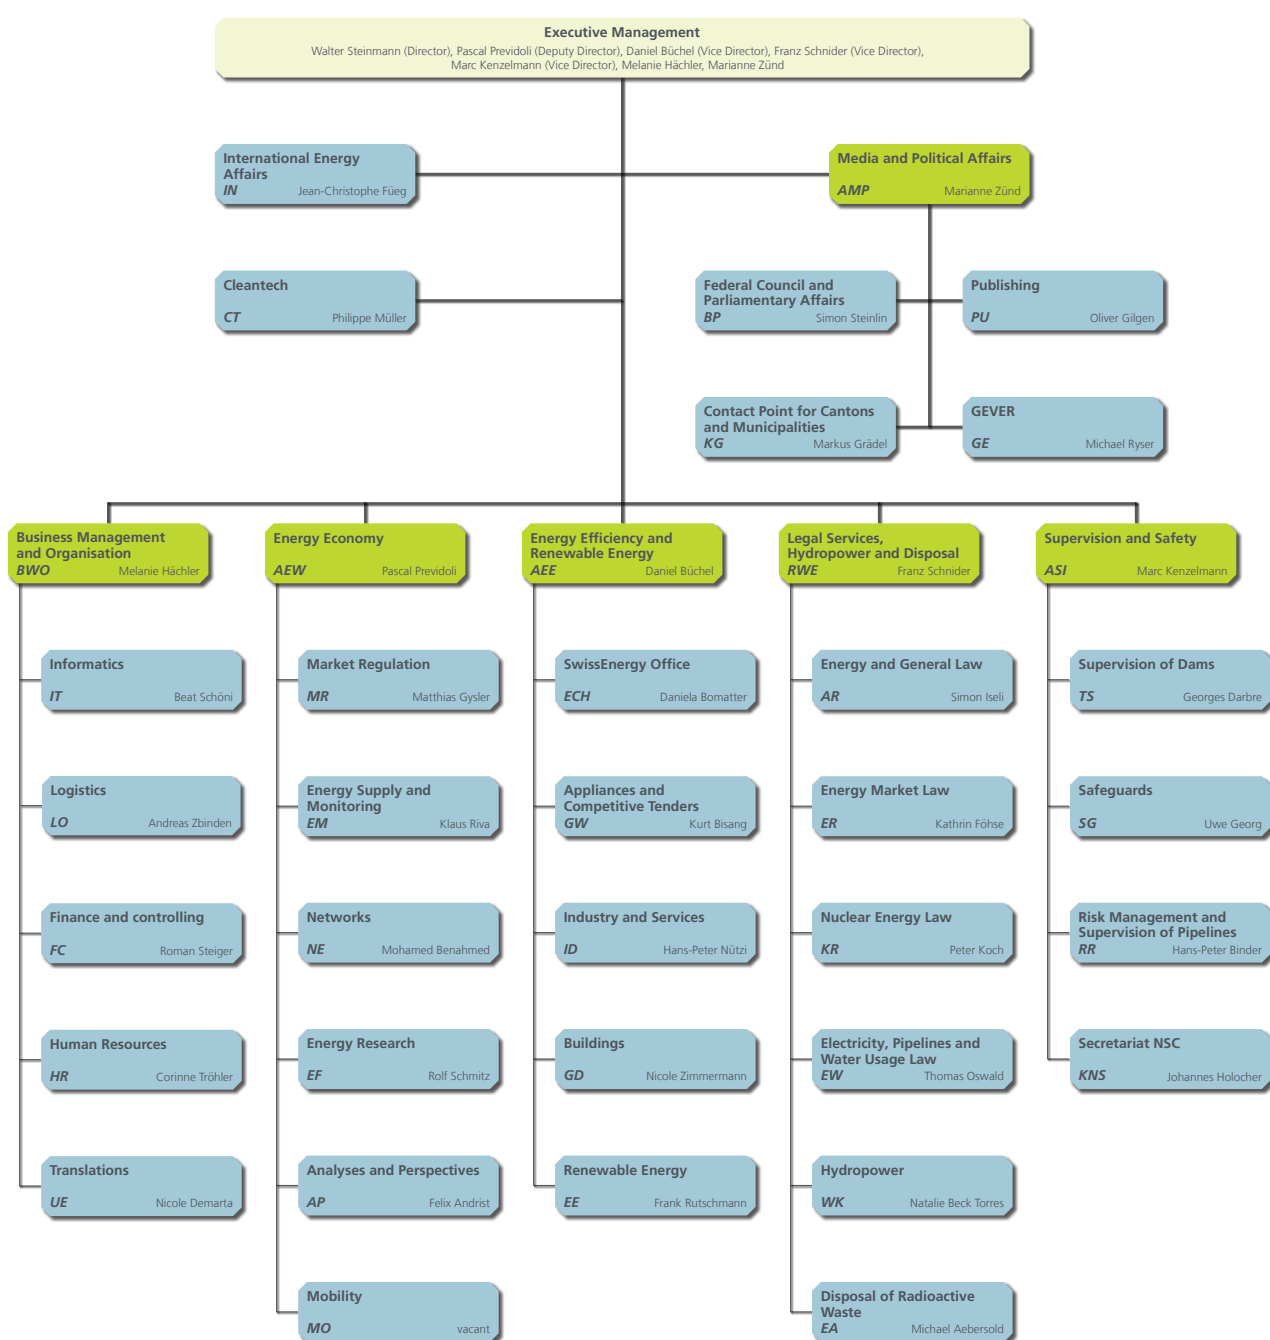 Executive Management
Walter Steinmann (Director), Pascal Previdoli (Deputy Director), Daniel Büchel (Vice Director), Franz Schnider (Vice Director),
Marc Kenzelmann (Vice Director), Melanie Hächler, Marianne Zünd
International Energy
Affairs
IN Jean-Christophe Füeg
Media and Political Affairs
AMP Marianne Zünd
Cleantech
CT Philippe Müller
Federal Council and
Parliamentary Affairs
BP Simon Steinlin
Publishing
PU Oliver Gilgen
Contact Point for Cantons
and Municipalities
KG Markus Grädel
GEVER
GE Michael Ryser
Business Management
and Organisation
BWO Melanie Hächler
Energy Economy
AEW Pascal Previdoli
Energy Efficiency and
Renewable Energy
AEE Daniel Büchel
Legal Services,
Hydropower and Disposal
RWE Franz Schnider
Supervision and Safety
ASI Marc Kenzelmann
Informatics
IT Beat Schöni
Market Regulation
MR Matthias Gysler
SwissEnergy Office
ECH Daniela Bomatter
Energy and General Law
AR Simon Iseli
Supervision of Dams
TS Georges Darbre
Logistics
LO Andreas Zbinden
Energy Supply and
Monitoring
EM Klaus Riva
Appliances and
Competitive Tenders
GW Kurt Bisang
Energy Market Law
ER Kathrin Föhse
Safeguards
SG Uwe Georg
Finance and controlling
FC Roman Steiger
Networks
NE Mohamed Benahmed
Industry and Services
ID Hans-Peter Nützi
Nuclear Energy Law
KR Peter Koch
Risk Management and
Supervision of Pipelines
RR Hans-Peter Binder
Human Resources
HR Corinne Tröhler
Energy Research
EF Rolf Schmitz
Buildings
GD Nicole Zimmermann
Electricity, Pipelines and
Water Usage Law
EW Thomas Oswald
Secretariat NSC
KNS Johannes Holocher
Translations
UE Nicole Demarta
Analyses and Perspectives
AP Felix Andrist
Renewable Energy
EE Frank Rutschmann
Hydropower
WK Natalie Beck Torres
Mobility
MO vacant
Disposal of Radioactive
Waste
EA Michael Aebersold